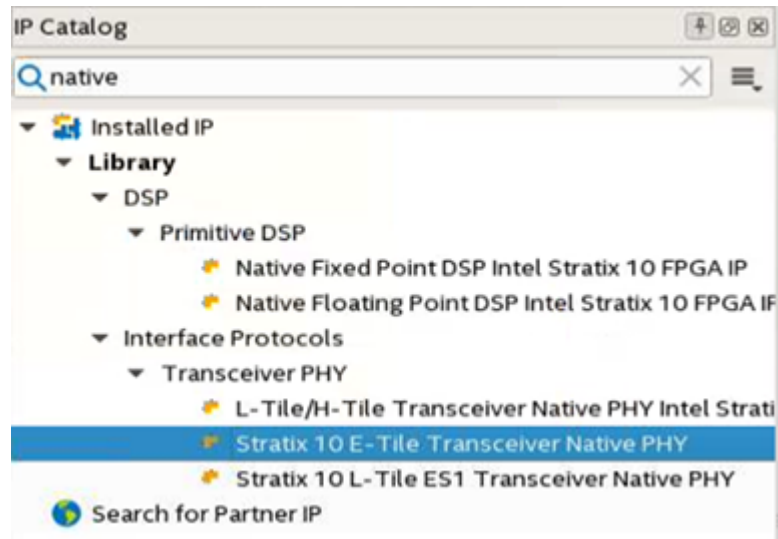 IP Catalog
native
Installed IP
Library
DSP
Primitive DSP
Native Fixed Point DSP Intel Stratix 10 FPGA IP
Native Floating Point DSP Intel Stratix 10 FPGA IF
Interface Protocols
Transceiver PHY
L-Tile/H-Tile Transceiver Native PHY Intel Strati
Stratix 10 E-Tile Transceiver Native PHY
Stratix 10 L-Tile ES1 Transceiver Native PHY
Search for Partner IP